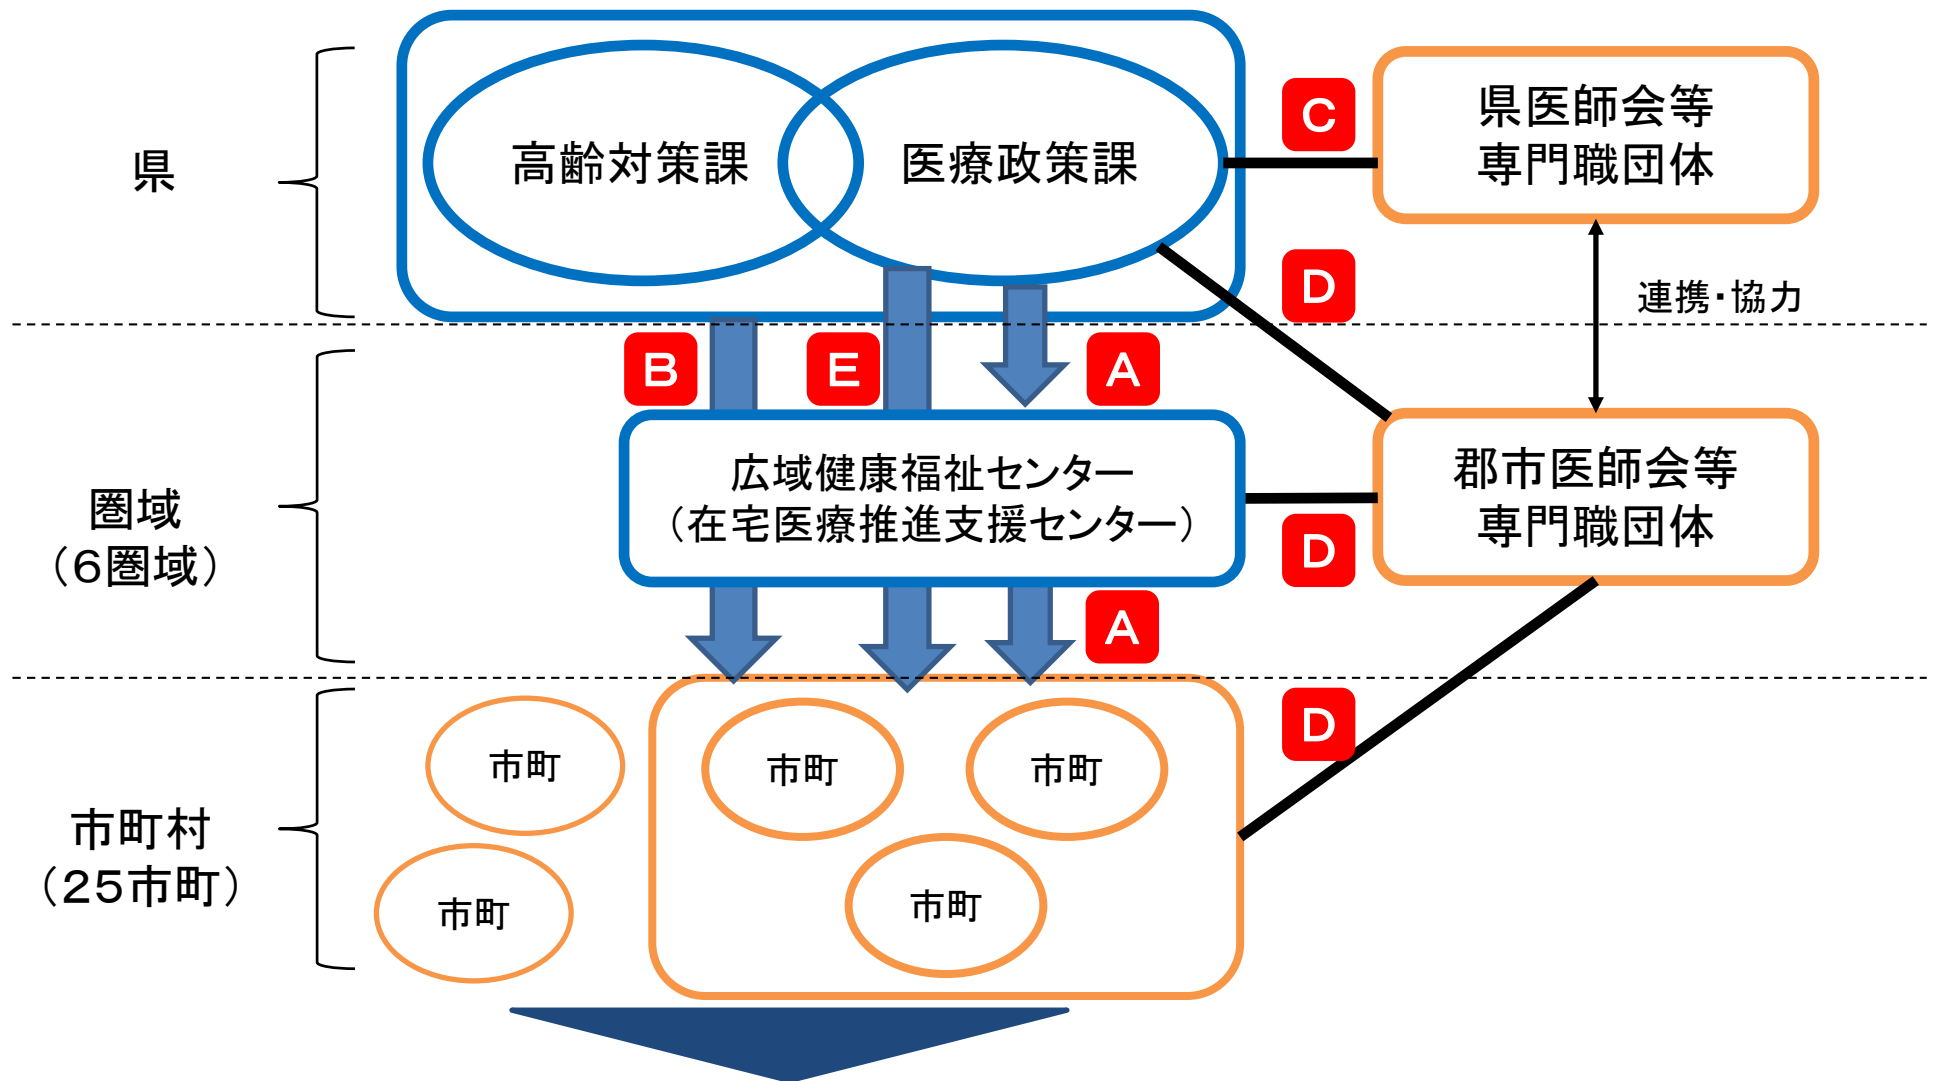 県
高齢対策課
医療政策課
C
県医師会等
専門職団体
D
連携・協力
B
E
A
圏域
（6圏域）
広域健康福祉センター
（在宅医療推進支援センター）
D
郡市医師会等
専門職団体
A
市町村
（25市町）
市町
市町
市町
市町
市町
D